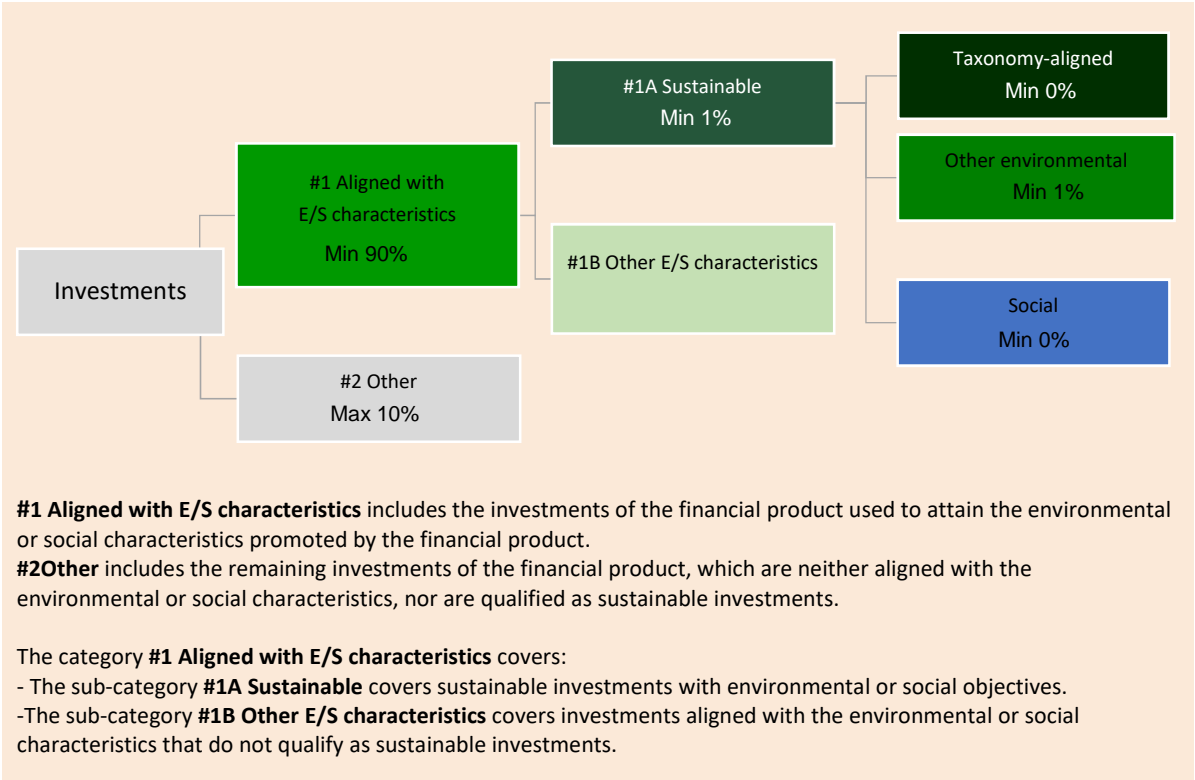 Investments
#1 Aligned with
E/S characteristics
Min 90%
#2 Other
Max 10%
#1A Sustainable
Min 1%
#1B Other E/S characteristics
Taxonomy-aligned
Min 0%
Other environmental
Min 1%
Social
Min 0%
#1 Aligned with E/S characteristics includes the investments of the financial product used to attain the environmental
or social characteristics promoted by the financial product.
#2Other includes the remaining investments of the financial product, which are neither aligned with the
environmental or social characteristics, nor are qualified as sustainable investments.
The category #1 Aligned with E/S characteristics covers:
- The sub-category #1A Sustainable covers sustainable investments with environmental or social objectives.
-The sub-category #1B Other E/S characteristics covers investments aligned with the environmental or social
characteristics that do not qualify as sustainable investments.